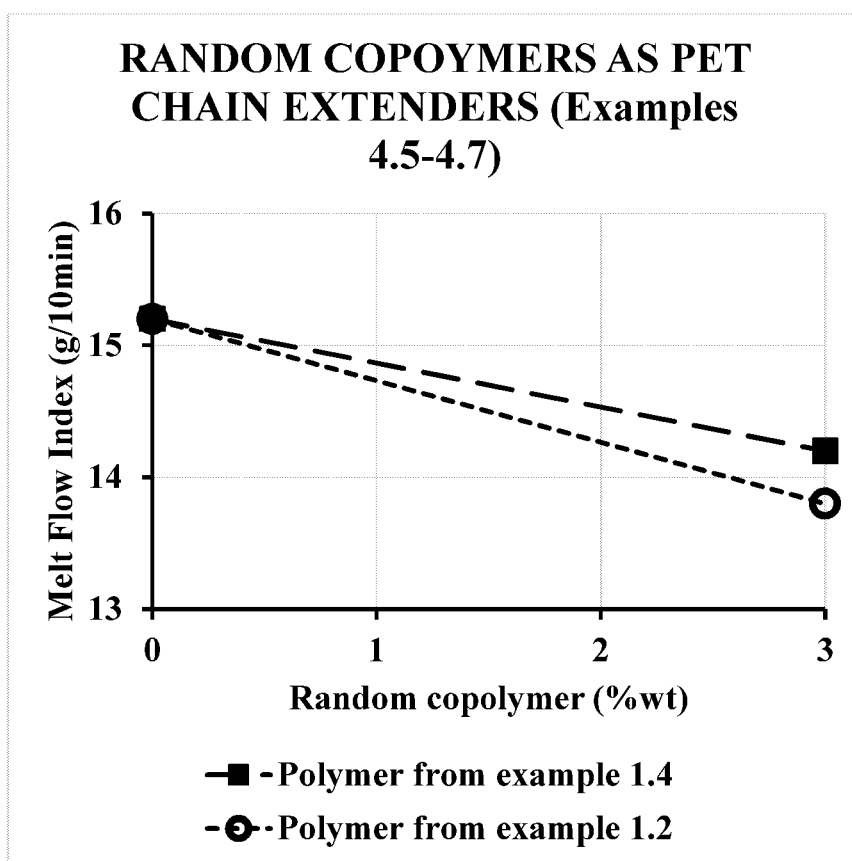 RANDOM COPOYMERS AS PET
CHAIN EXTENDERS (Examples
4.5-4.7)
16
15
14
13
Melt Flow Index (g/10min)
0 1 2 3
Random copolymer (%wt)
Polymer from example 1.4
Polymer from example 1.2